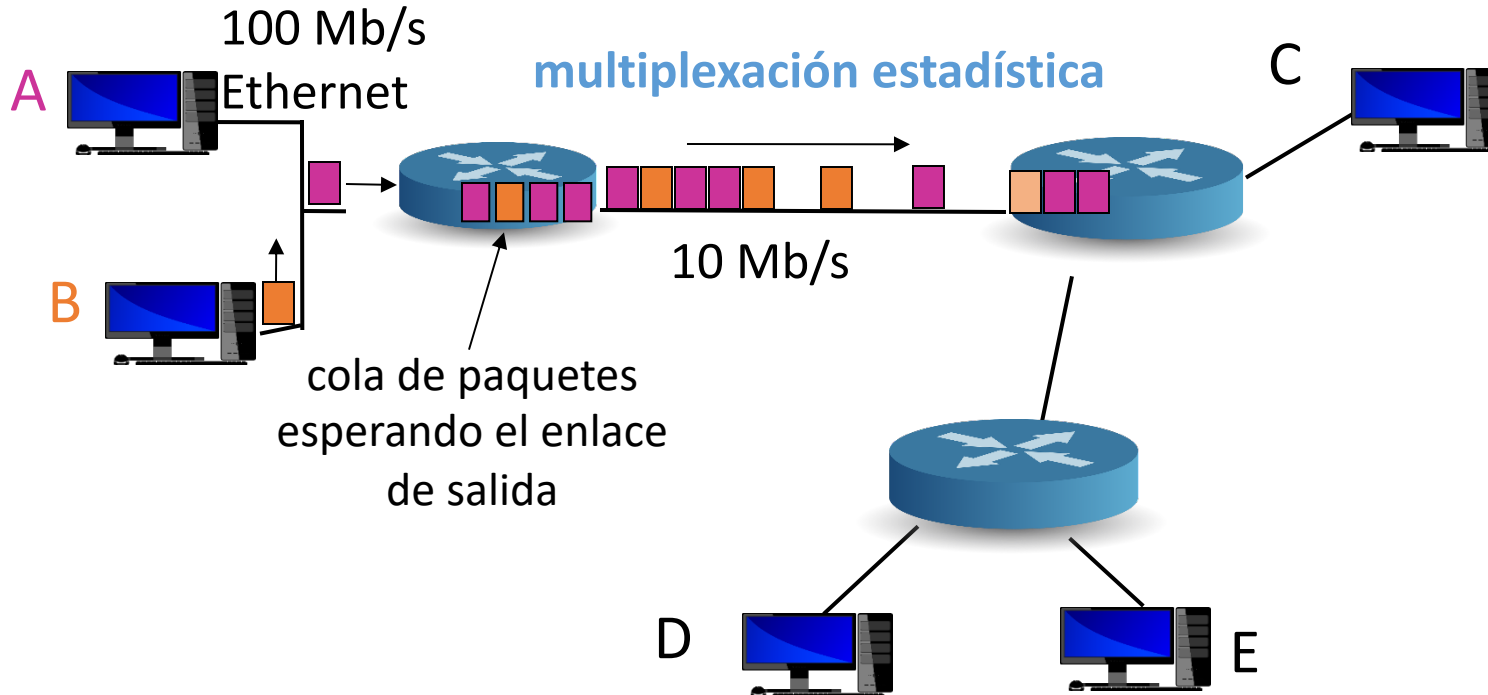 100 Mb/s
Ethernet
multiplexación estadística
A
C
10 Mb/s
B
cola de paquetes
esperando el enlace
de salida
D
E